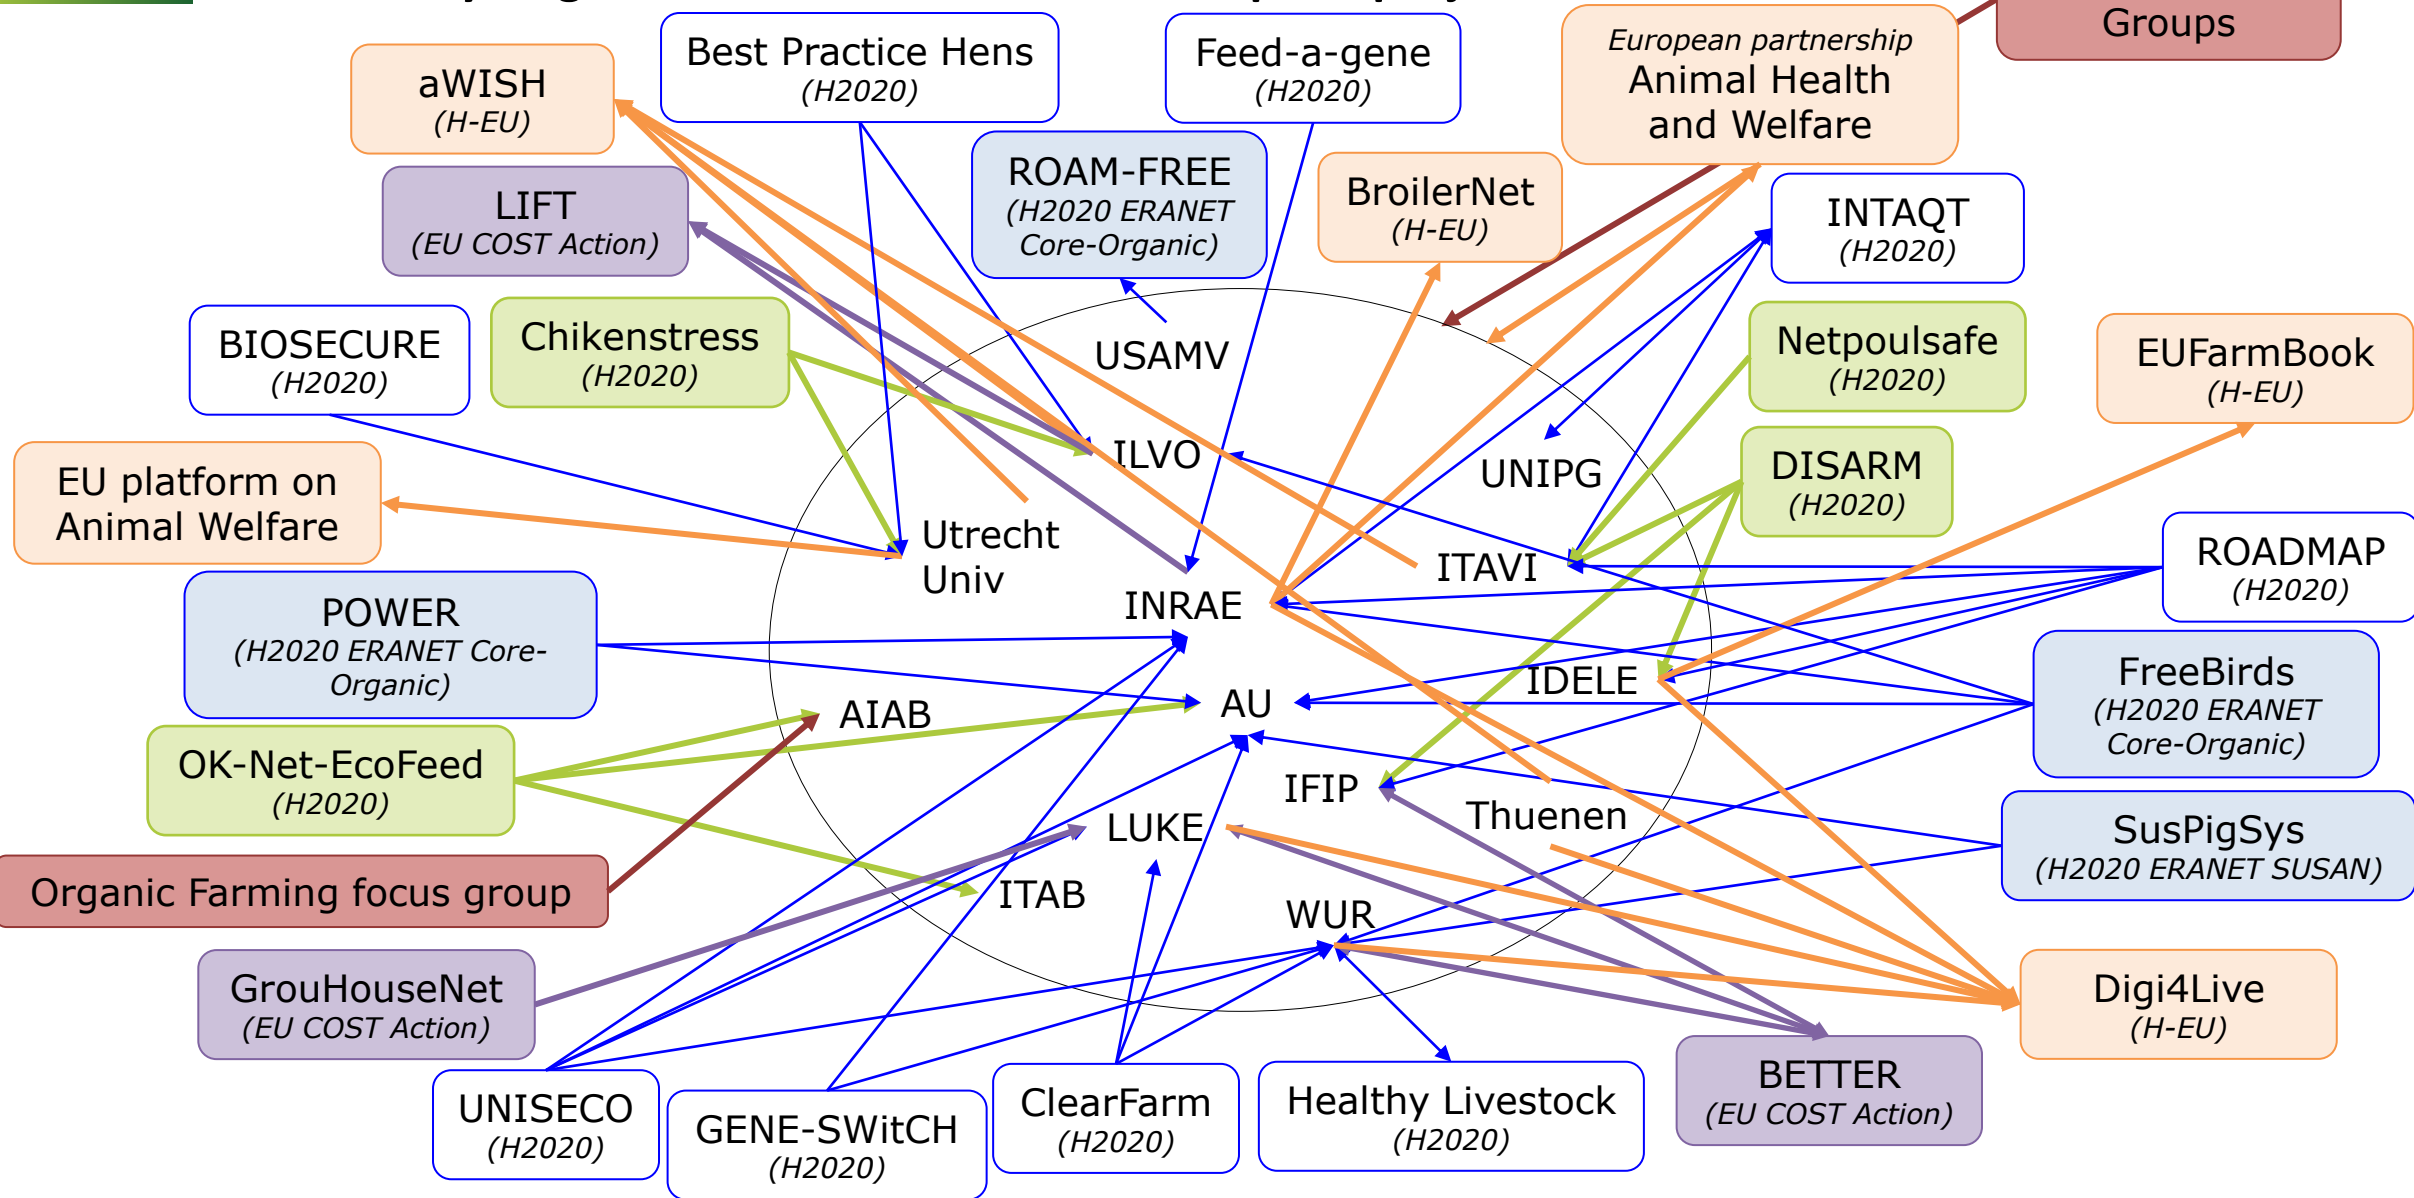 Groups
European partnership
Animal Health
and Welfare
Best Practice Hens
(H2020)
Feed-a-gene
(H2020)
aWISH
(H-EU)
ROAM-FREE
(H2020 ERANET
Core-Organic)
BroilerNet
(H-EU)
LIFT
(EU COST Action)
INTAQT
(H2020)
BIOSECURE
(H2020)
Chikenstress
(H2020)
USAMV
Netpoulsafe
(H2020)
EUFarmBook
(H-EU)
EU platform on
Animal Welfare
ILVO
UNIPG
DISARM
(H2020)
Utrecht
Univ
ITAVI
ROADMAP
(H2020)
POWER
(H2020 ERANET Core-
Organic)
INRAE
IDELE
FreeBirds
(H2020 ERANET
Core-Organic)
AIAB
AU
OK-Net-EcoFeed
(H2020)
IFIP
Thuenen
LUKE
SusPigSys
(H2020 ERANET SUSAN)
Organic Farming focus group
ITAB
WUR
GrouHouseNet
(EU COST Action)
Digi4Live
(H-EU)
UNISECO
(H2020)
GENE-SWitCH
(H2020)
ClearFarm
(H2020)
Healthy Livestock
(H2020)
BETTER
(EU COST Action)